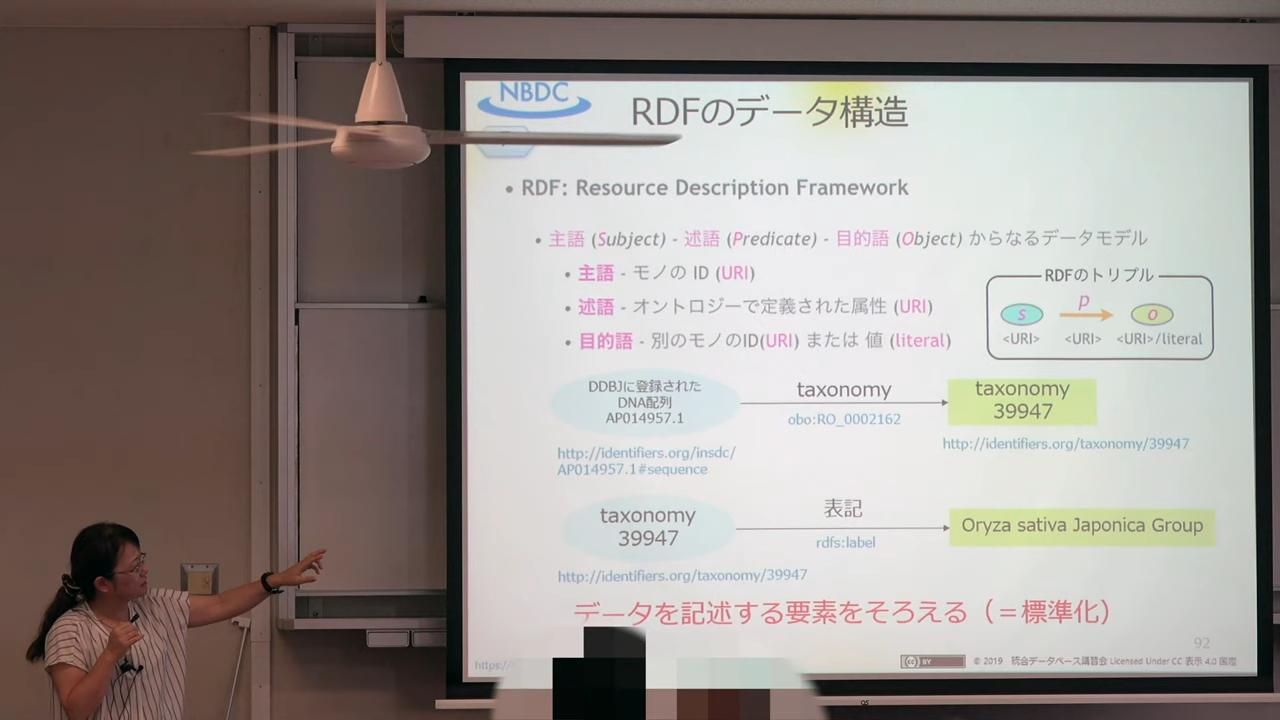 NBDC
RDFのデータ構造
• RDF: Resource Description Framework
• 主語 (Subject) - 述語 (Predicate) - 目的語 (Object) からなるデータモデル
• 主語 - モノの ID (URI)
• 述語 - オントロジーで定義された属性 (URI)
• 目的語 - 別のモノのID(URI) または 値 (literal)
RDFのトリプル
s p o
<URI> <URI> <URI>/literal
DDBJに登録された
DNA配列
AP014957.1
taxonomy
obo:RO_0002162
taxonomy
39947
http://identifiers.org/insdc/
AP014957.1#sequence
http://identifiers.org/taxonomy/39947
taxonomy
39947
表記
rdfs:label
Oryza sativa Japonica Group
http://identifiers.org/taxonomy/39947
データを記述する要素をそろえる（＝標準化）
92
https:/
cc BY
© 2019 統合データベース講習会 Licensed Under CC 表示 4.0 国際